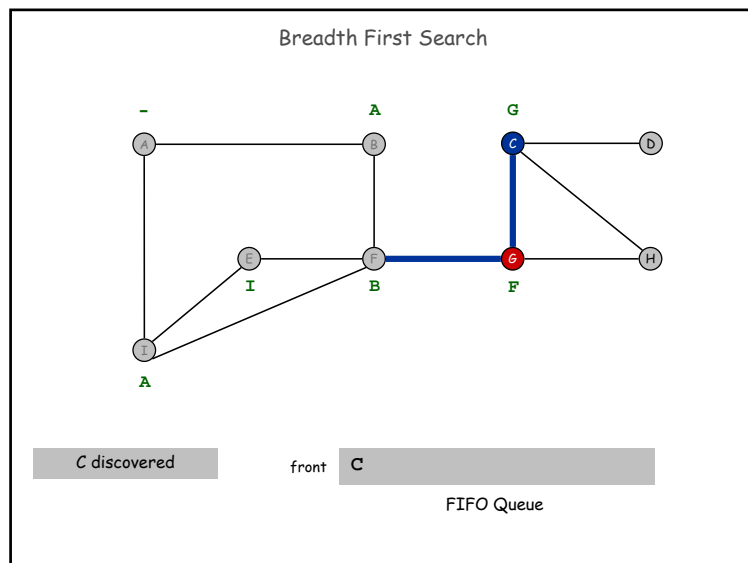 Breadth First Search
- A G
A B C D
E F G H
I B F
I
A
C discovered
front C
FIFO Queue